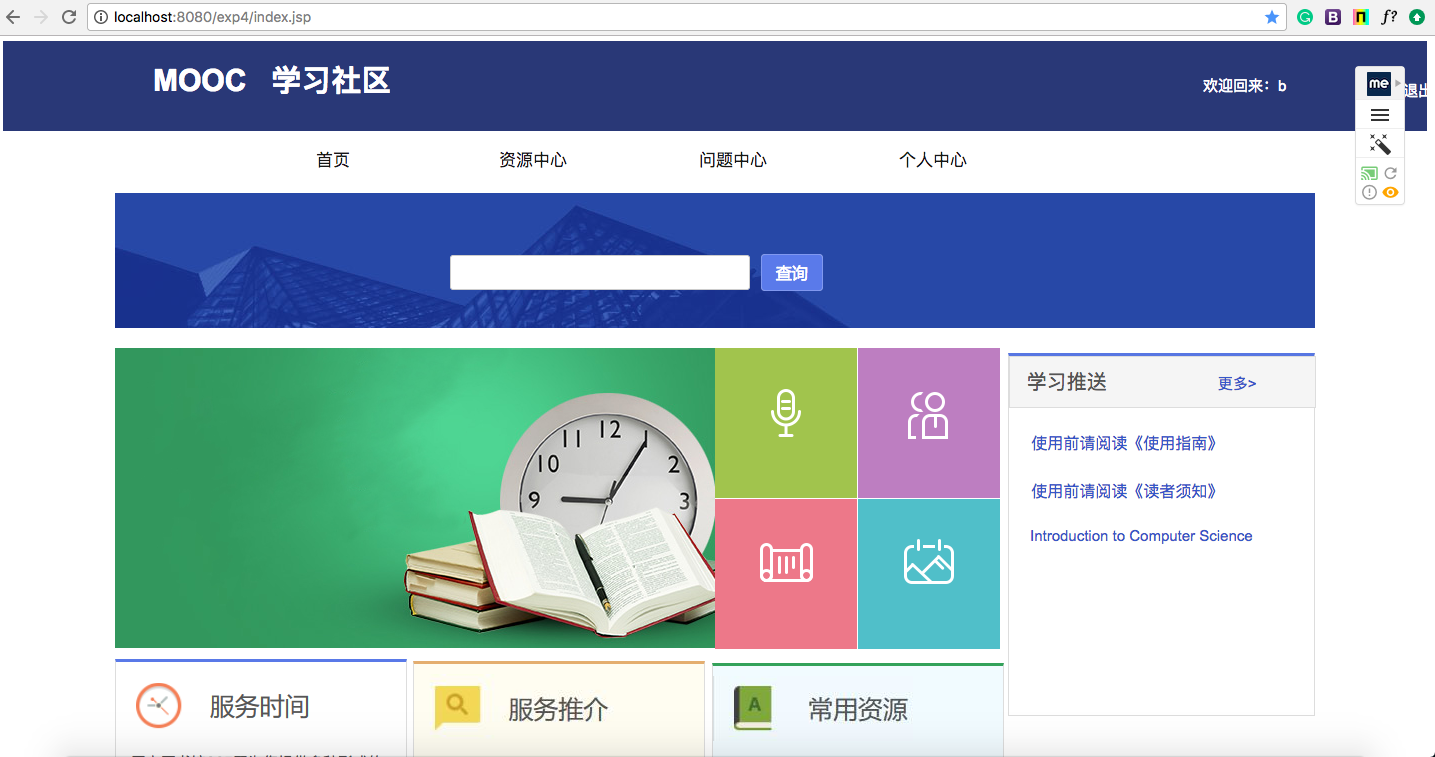 localhost:8080/exp4/index.jsp
MOOC 学习社区
欢迎回来：b
me
退出
首页 资源中心 问题中心 个人中心
查询
学习推送 更多>
使用前请阅读《使用指南》
使用前请阅读《读者须知》
Introduction to Computer Science
11 12
10 2
9 3
服务时间
服务推介
A
常用资源